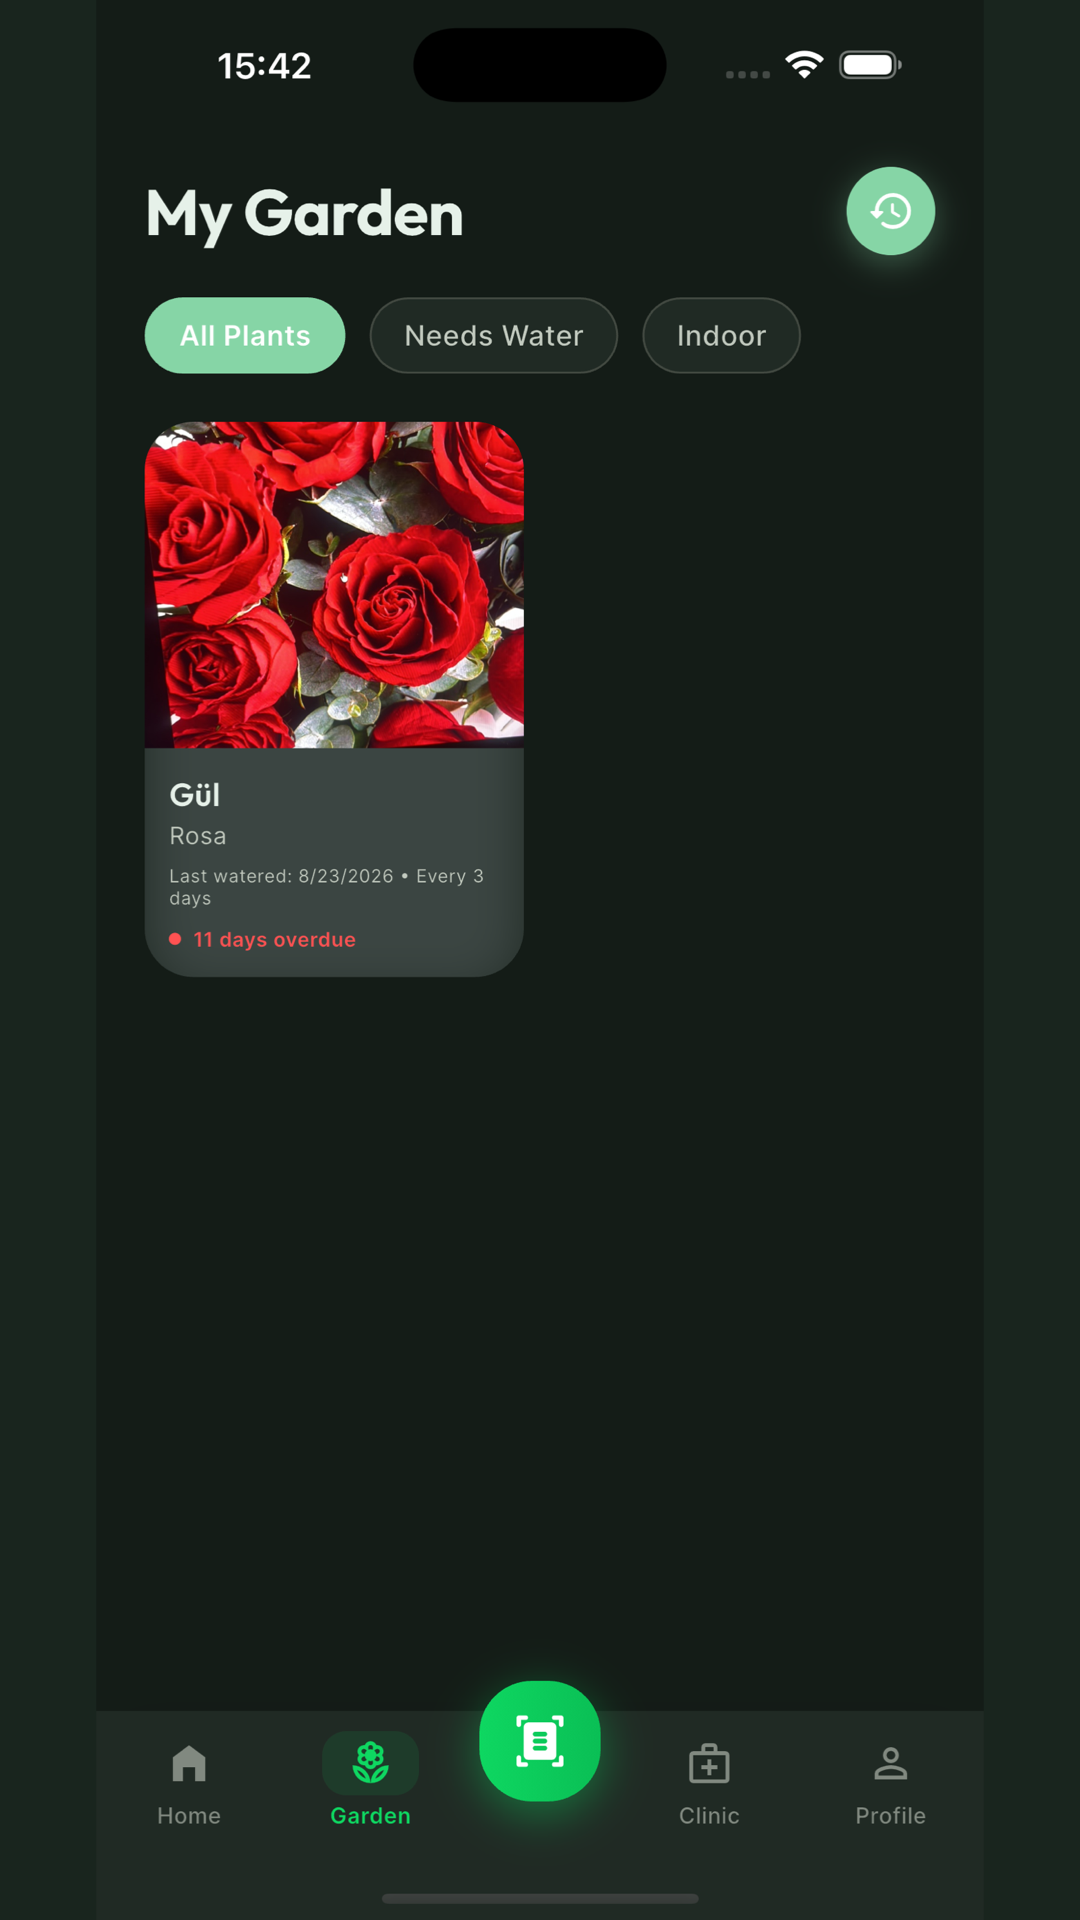 15:42
My Garden
All Plants
Needs Water
Indoor
Gül
Rosa
Last watered: 8/23/2026 • Every 3
days
11 days overdue
Home
Garden
Clinic
Profile